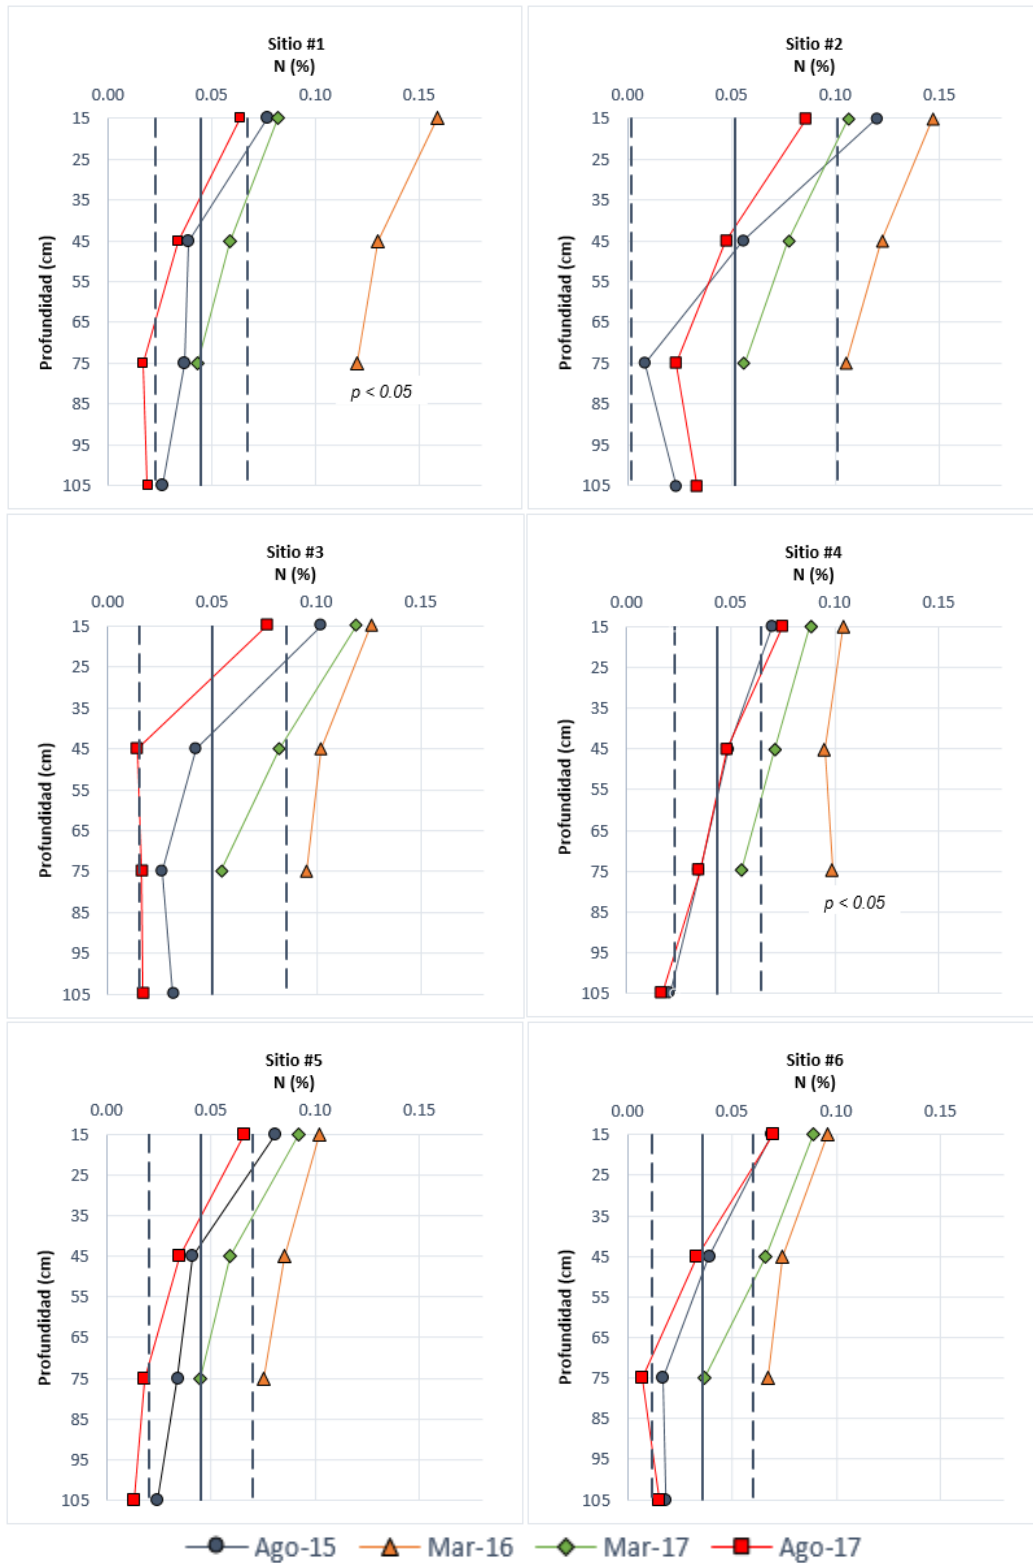 Sitio #1
N (%)
0.00 0.05 0.10 0.15
15
25
35
45
55
65
75
85
95
105
Profundidad (cm)
p < 0.05
Sitio #2
N (%)
0.00 0.05 0.10 0.15
15
25
35
45
55
65
75
85
95
105
Profundidad (cm)
Sitio #3
N (%)
0.00 0.05 0.10 0.15
15
25
35
45
55
65
75
85
95
105
Profundidad (cm)
Sitio #4
N (%)
0.00 0.05 0.10 0.15
15
25
35
45
55
65
75
85
95
105
Profundidad (cm)
p < 0.05
Sitio #5
N (%)
0.00 0.05 0.10 0.15
15
25
35
45
55
65
75
85
95
105
Profundidad (cm)
Sitio #6
N (%)
0.00 0.05 0.10 0.15
15
25
35
45
55
65
75
85
95
105
Profundidad (cm)
Ago-15 Mar-16 Mar-17 Ago-17